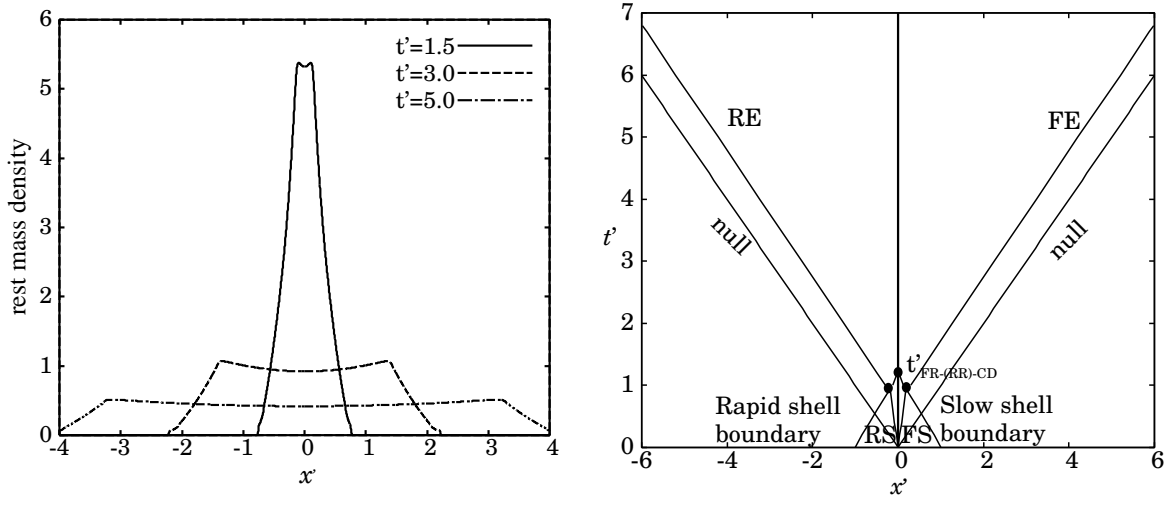 6
5
4
3
2
1
0
rest mass density
-4
-3
-2
-1
0
1
2
3
4
x'
t'=1.5
t'=3.0
t'=5.0
7
6
5
4
3
2
1
0
t'
-6
-4
-2
0
2
4
6
x'
RE
FE
null
null
t'FR-(RR)-CD
Rapid shell
boundary
Slow shell
boundary
RS
FS